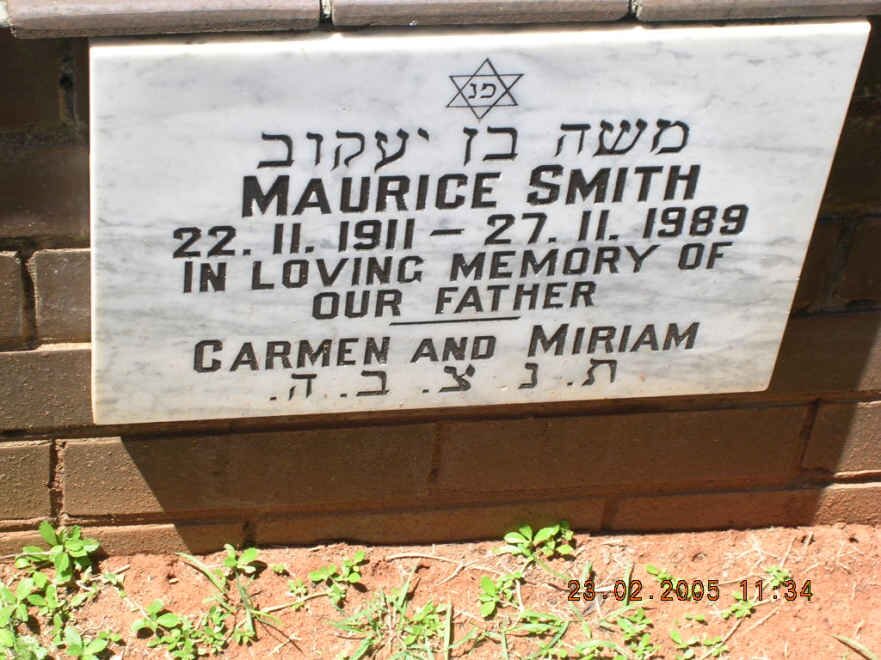 פנ
משה בן יעקוב
MAURICE SMITH
22. 11. 1911 – 27. 11. 1989
IN LOVING MEMORY OF
OUR FATHER
CARMEN AND MIRIAM
ת. נ. צ. ב. ה.
23.02.2005 11:34